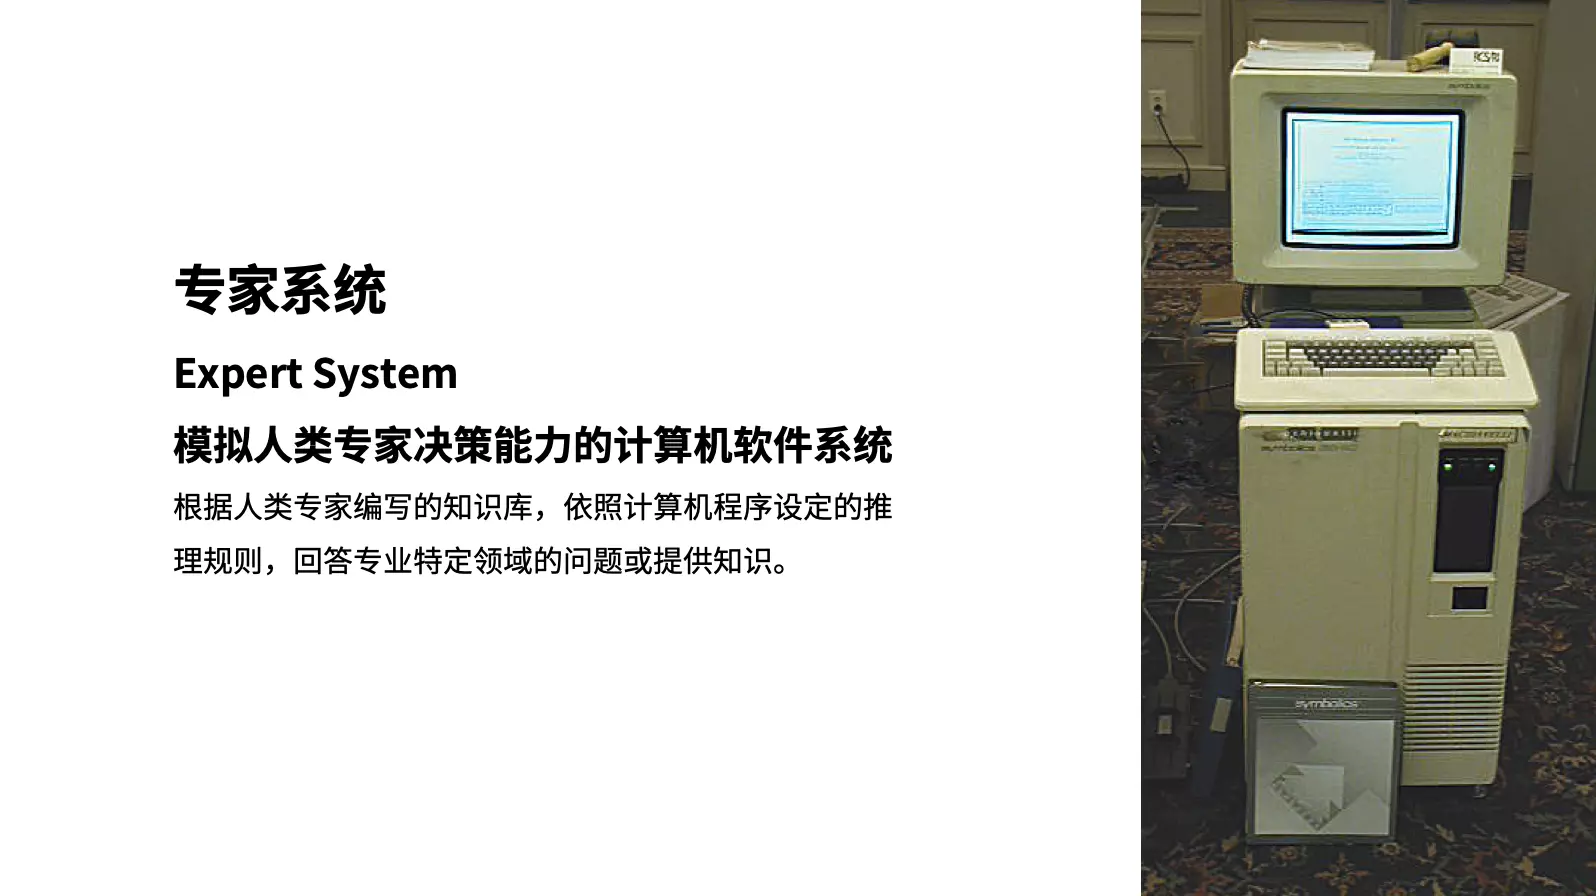 专家系统
Expert System
模拟人类专家决策能力的计算机软件系统
根据人类专家编写的知识库，依照计算机程序设定的推
理规则，回答专业特定领域的问题或提供知识。
symbolics